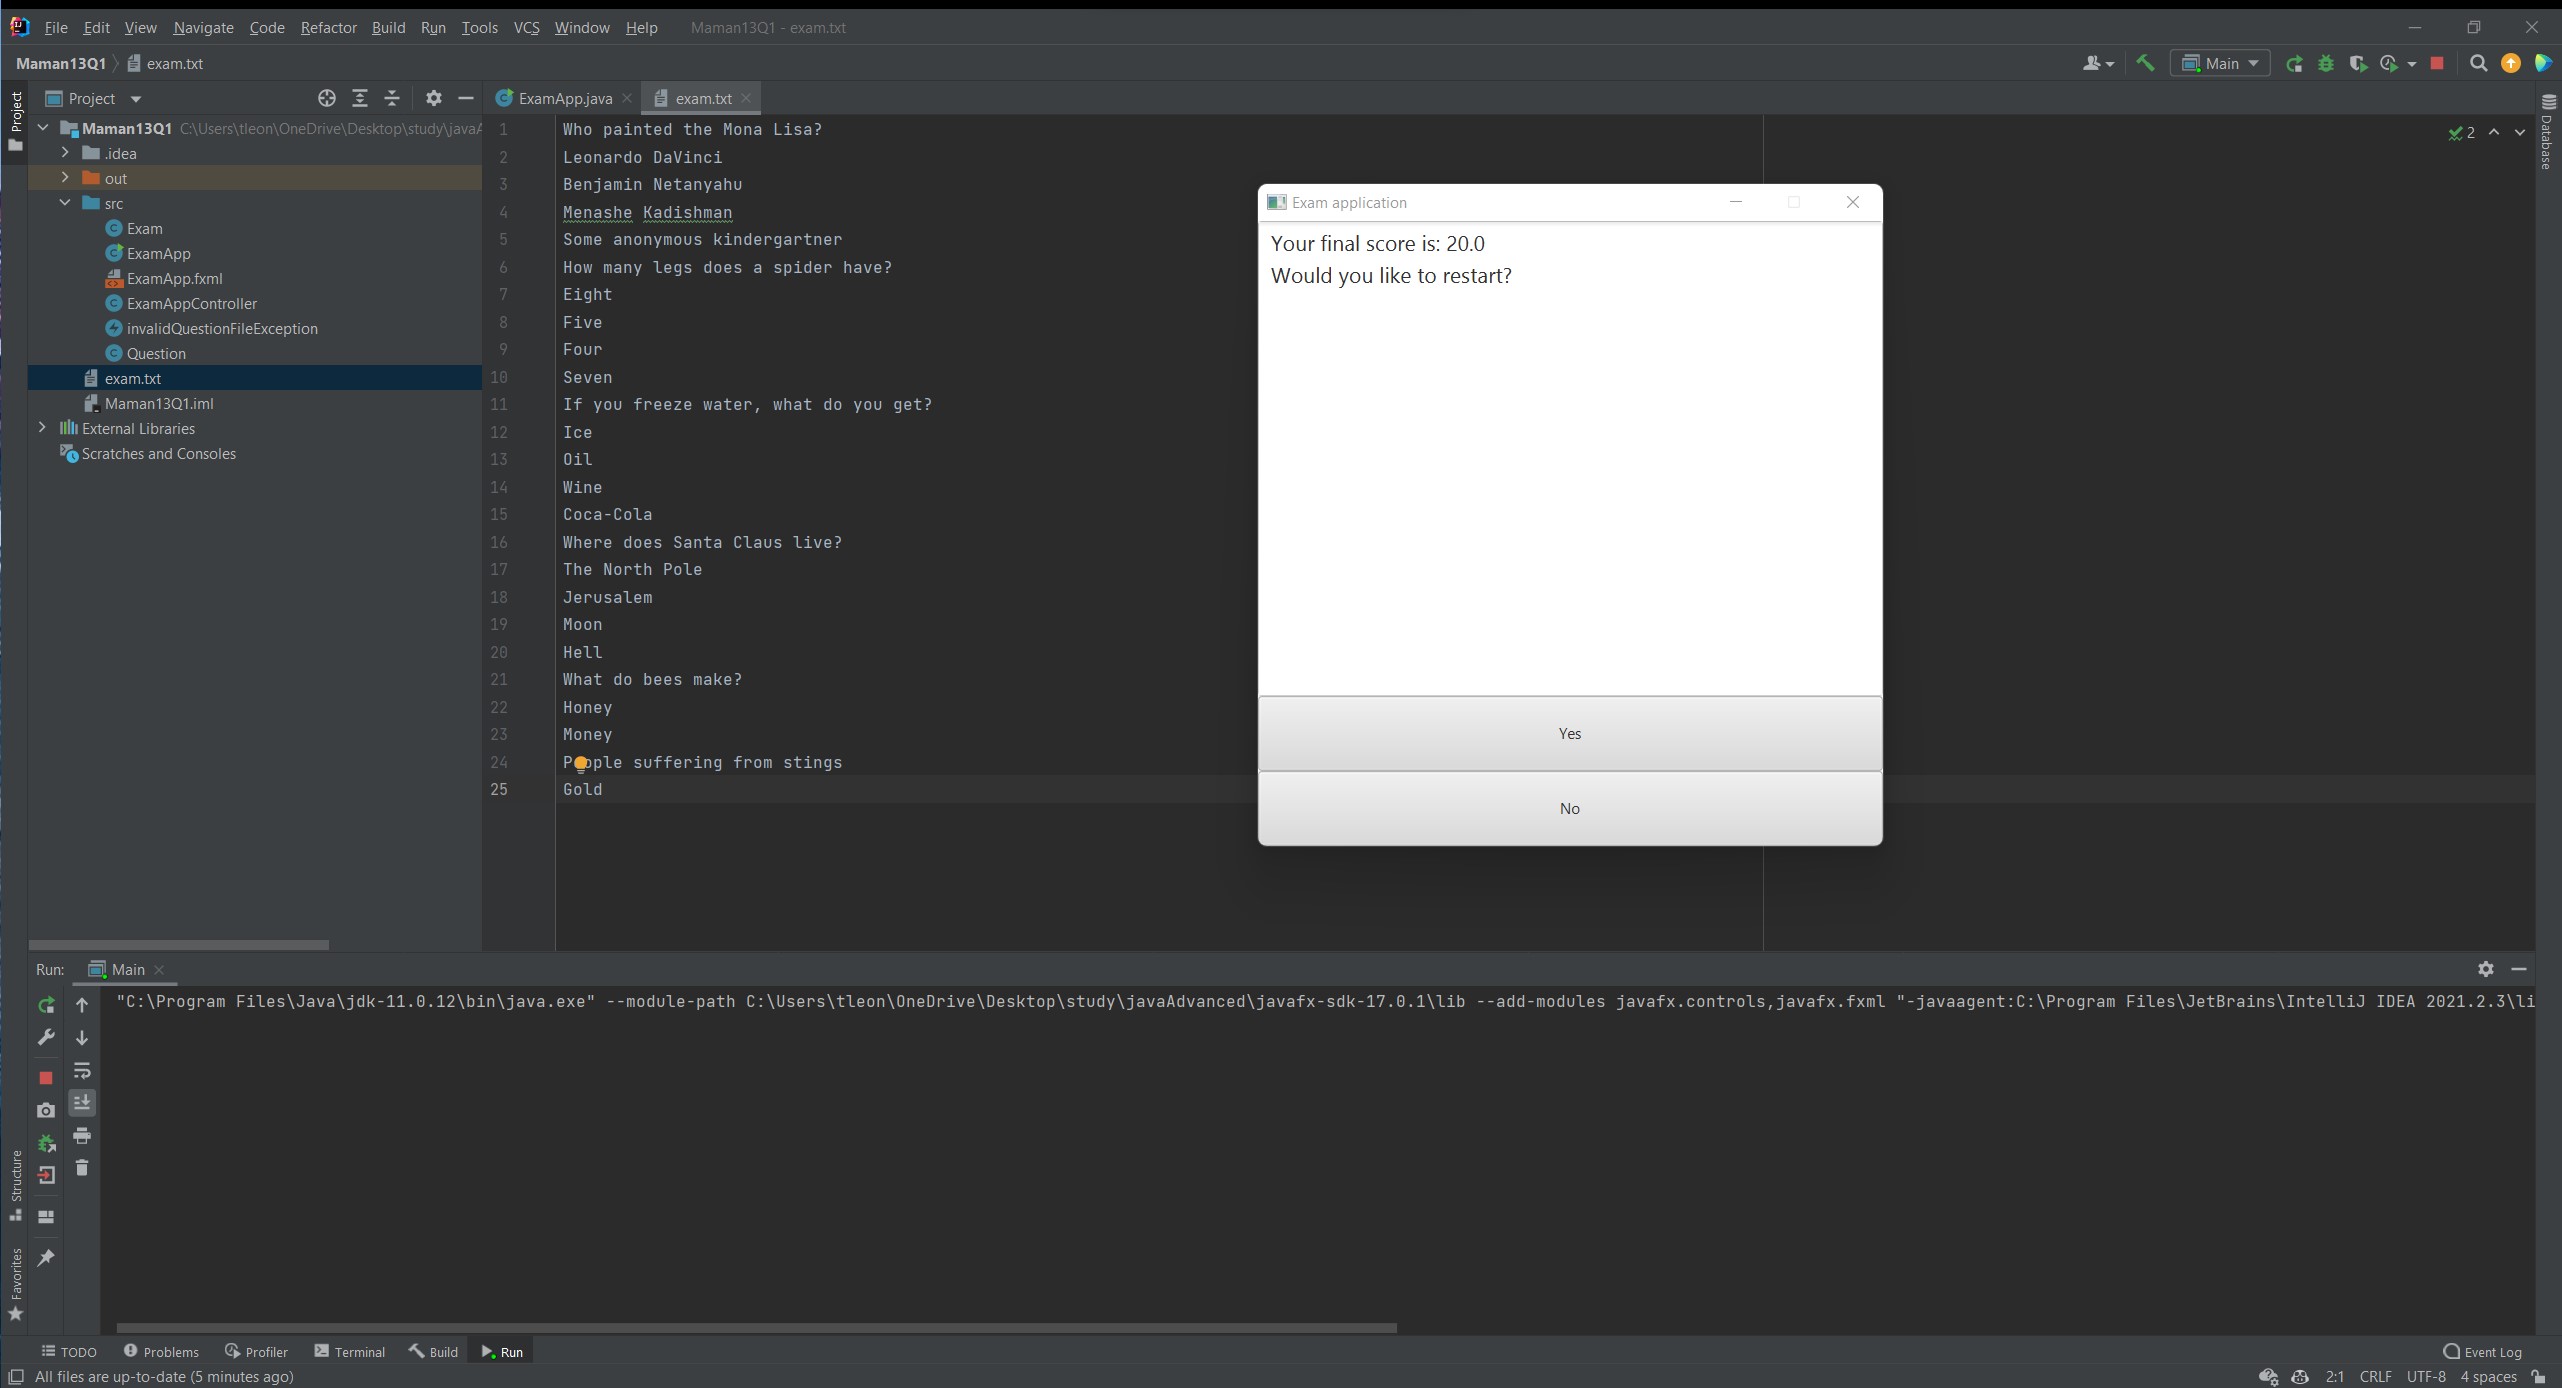 File Edit View Navigate Code Refactor Build Run Tools VCS Window Help Maman13Q1 - exam.txt
Maman13Q1 exam.txt Main
Project
Project
ExamApp.java exam.txt
Maman13Q1 C:\Users\tleon\OneDrive\Desktop\study\javaA
.idea
out
src
Exam
ExamApp
ExamApp.fxml
ExamAppController
invalidQuestionFileException
Question
exam.txt
Maman13Q1.iml
External Libraries
Scratches and Consoles
1 Who painted the Mona Lisa?
2 Leonardo DaVinci
3 Benjamin Netanyahu
4 Menashe Kadishman
5 Some anonymous kindergartner
6 How many legs does a spider have?
7 Eight
8 Five
9 Four
10 Seven
11 If you freeze water, what do you get?
12 Ice
13 Oil
14 Wine
15 Coca-Cola
16 Where does Santa Claus live?
17 The North Pole
18 Jerusalem
19 Moon
20 Hell
21 What do bees make?
22 Honey
23 Money
24 People suffering from stings
25 Gold
2
Database
Exam application
Your final score is: 20.0
Would you like to restart?
Yes
No
Run: Main
"C:\Program Files\Java\jdk-11.0.12\bin\java.exe" --module-path C:\Users\tleon\OneDrive\Desktop\study\javaAdvanced\javafx-sdk-17.0.1\lib --add-modules javafx.controls,javafx.fxml "-javaagent:C:\Program Files\JetBrains\IntelliJ IDEA 2021.2.3\li
Structure
Favorites
TODO Problems Profiler Terminal Build Run Event Log
All files are up-to-date (5 minutes ago) 2:1 CRLF UTF-8 4 spaces